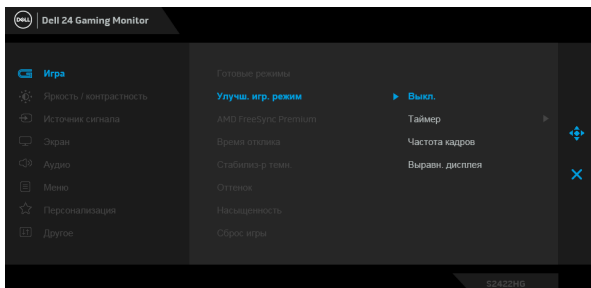 DELL Dell 24 Gaming Monitor
Игра
Яркость / контрастность
Источник сигнала
Экран
Аудио
Меню
Персонализация
Другое
Готовые режимы
Улучш. игр. режим
AMD FreeSync Premium
Время отклика
Стабилиз-р темн.
Оттенок
Насыщенность
Сброс игры
Выкл.
Таймер
Частота кадров
Выравн. дисплея
S2422HG